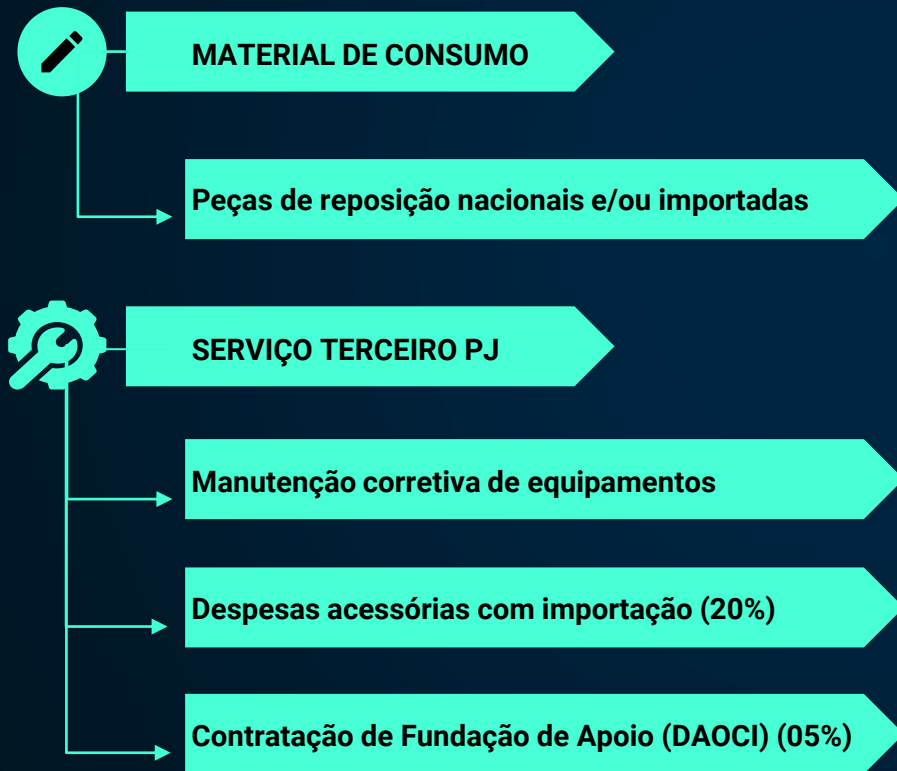 MATERIAL DE CONSUMO
Peças de reposição nacionais e/ou importadas
SERVIÇO TERCEIRO PJ
Manutenção corretiva de equipamentos
Despesas acessórias com importação (20%)
Contratação de Fundação de Apoio (DAOCI) (05%)